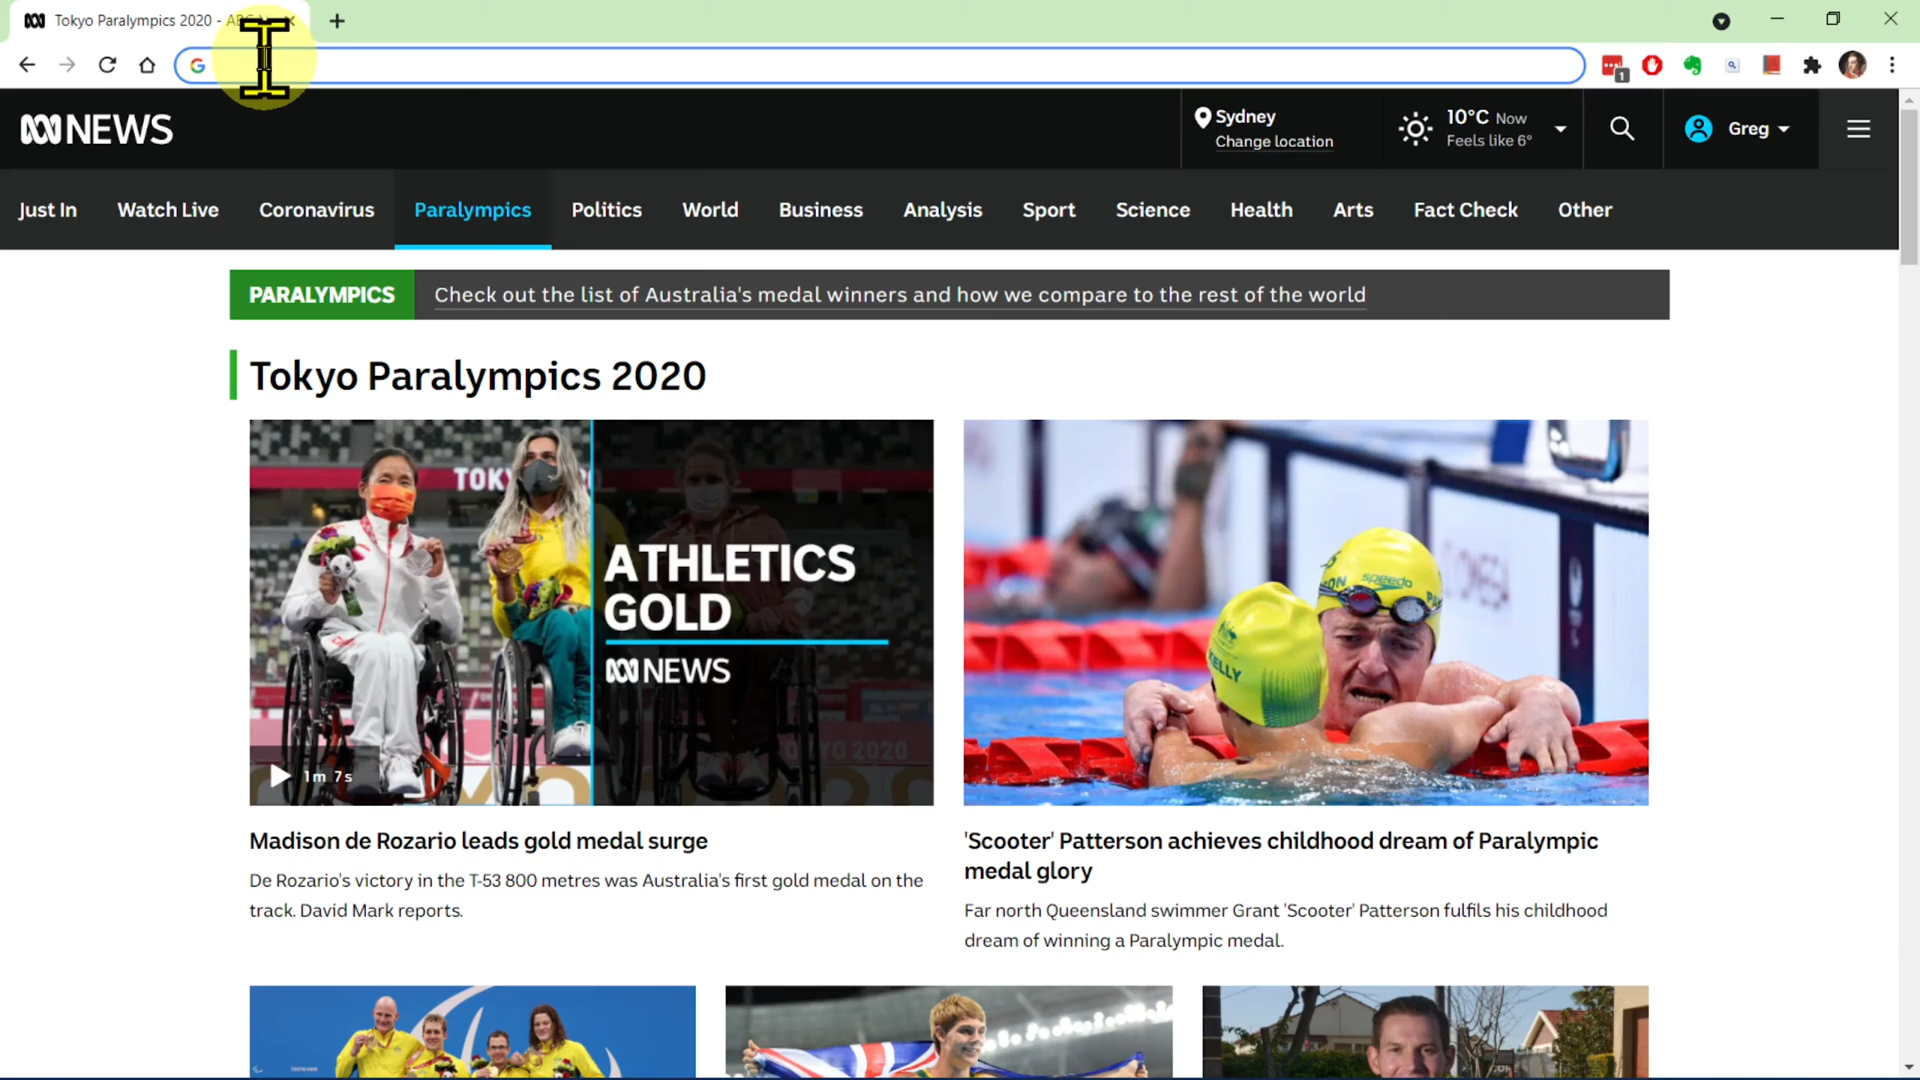 Tokyo Paralympics 2020 -
1
NEWS
Sydney
Change location
10°C Now
Feels like 6°
Greg
Just In
Watch Live
Coronavirus
Paralympics
Politics
World
Business
Analysis
Sport
Science
Health
Arts
Fact Check
Other
PARALYMPICS
Check out the list of Australia's medal winners and how we compare to the rest of the world
Tokyo Paralympics 2020
ATHLETICS
GOLD
NEWS
1m 7s
TOKYO 2020
speedo
KELLY
Madison de Rozario leads gold medal surge
De Rozario's victory in the T-53 800 metres was Australia's first gold medal on the
track. David Mark reports.
'Scooter' Patterson achieves childhood dream of Paralympic
medal glory
Far north Queensland swimmer Grant 'Scooter' Patterson fulfils his childhood
dream of winning a Paralympic medal.